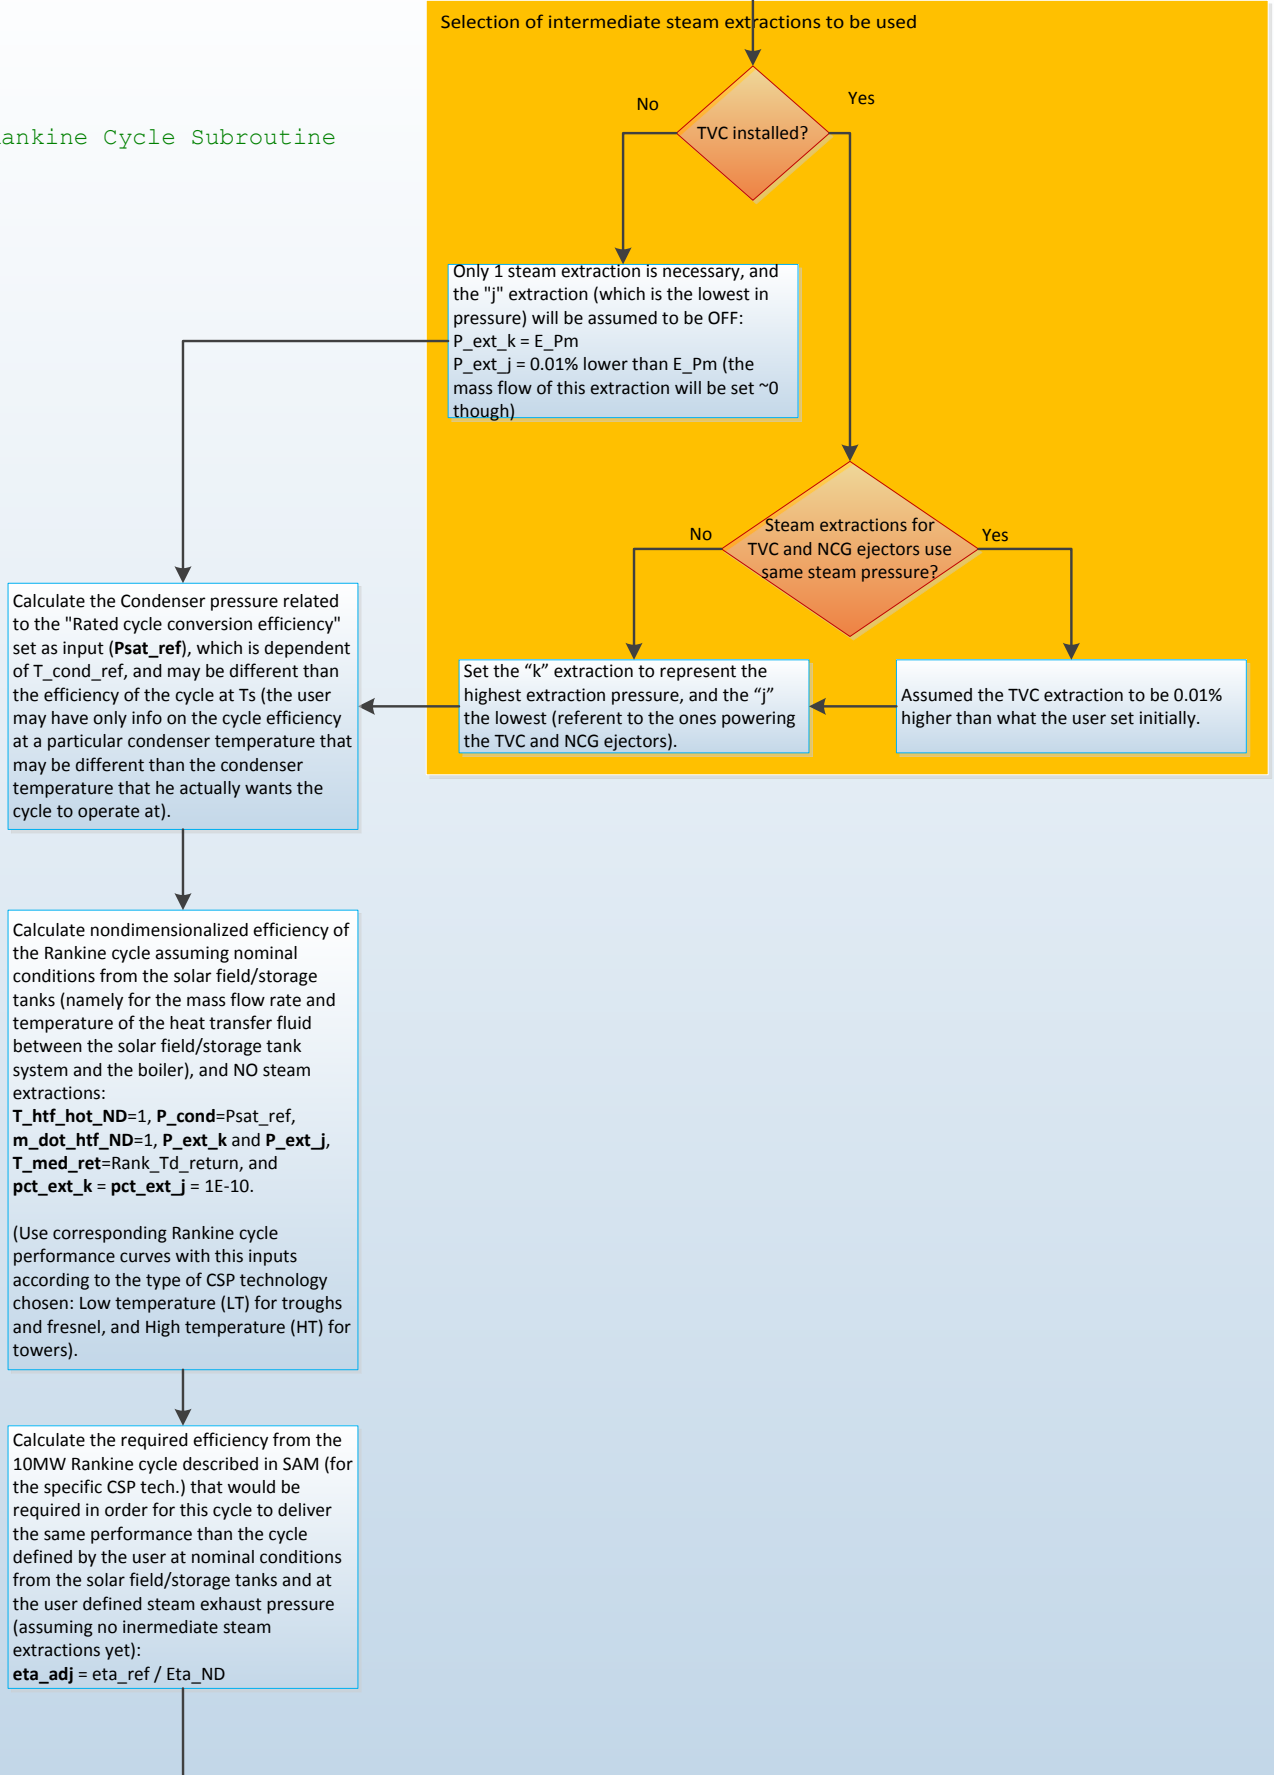 Selection of intermediate steam extractions to be used
No
Yes
TVC installed?
ankine Cycle Subroutine
Only 1 steam extraction is necessary, and
the "j" extraction (which is the lowest in
pressure) will be assumed to be OFF:
P_ext_k = E_Pm
P_ext_j = 0.01% lower than E_Pm (the
mass flow of this extraction will be set ~0
though)
No
Steam extractions for
TVC and NCG ejectors use
same steam pressure?
Yes
Set the “k” extraction to represent the
highest extraction pressure, and the “j”
the lowest (referent to the ones powering
the TVC and NCG ejectors).
Assumed the TVC extraction to be 0.01%
higher than what the user set initially.
Calculate the Condenser pressure related
to the "Rated cycle conversion efficiency"
set as input (Psat_ref), which is dependent
of T_cond_ref, and may be different than
the efficiency of the cycle at Ts (the user
may have only info on the cycle efficiency
at a particular condenser temperature that
may be different than the condenser
temperature that he actually wants the
cycle to operate at).
Calculate nondimensionalized efficiency of
the Rankine cycle assuming nominal
conditions from the solar field/storage
tanks (namely for the mass flow rate and
temperature of the heat transfer fluid
between the solar field/storage tank
system and the boiler), and NO steam
extractions:
T_htf_hot_ND=1, P_cond=Psat_ref,
m_dot_htf_ND=1, P_ext_k and P_ext_j,
T_med_ret=Rank_Td_return, and
pct_ext_k = pct_ext_j = 1E-10.
(Use corresponding Rankine cycle
performance curves with this inputs
according to the type of CSP technology
chosen: Low temperature (LT) for troughs
and fresnel, and High temperature (HT) for
towers).
Calculate the required efficiency from the
10MW Rankine cycle described in SAM (for
the specific CSP tech.) that would be
required in order for this cycle to deliver
the same performance than the cycle
defined by the user at nominal conditions
from the solar field/storage tanks and at
the user defined steam exhaust pressure
(assuming no inermediate steam
extractions yet):
eta_adj = eta_ref / Eta_ND